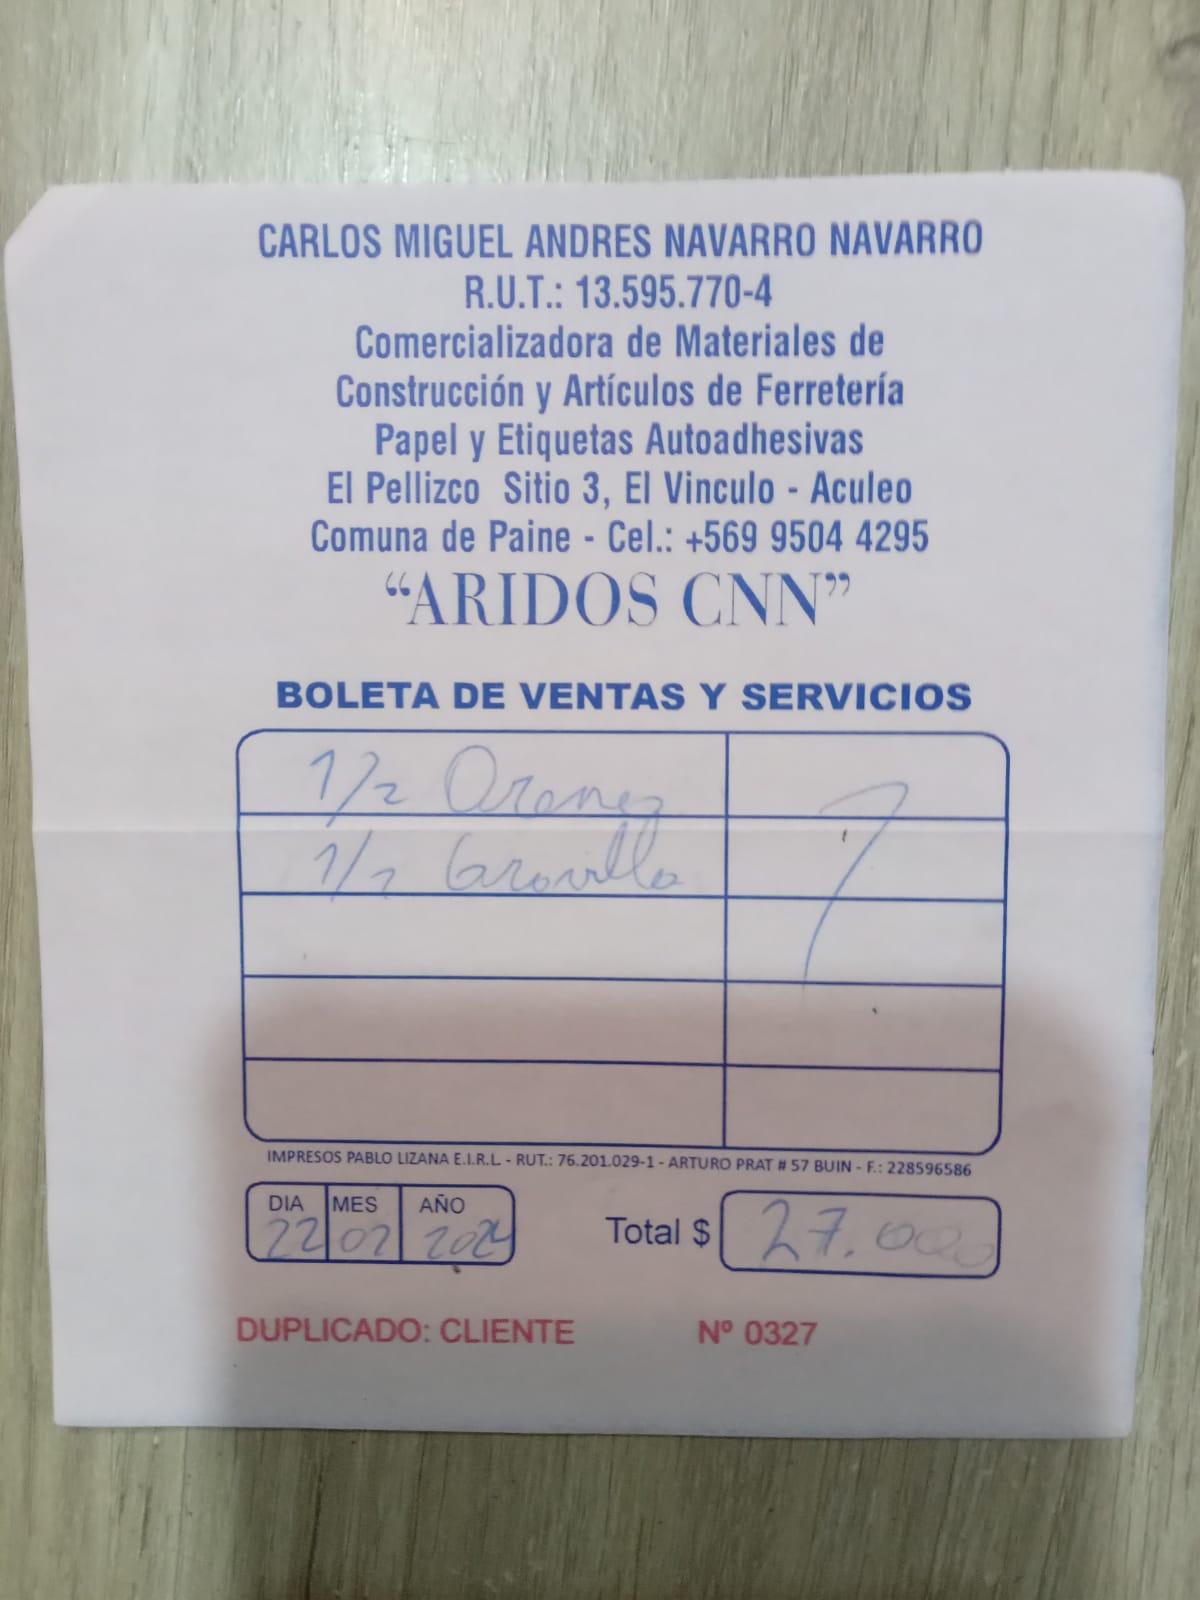 CARLOS MIGUEL ANDRES NAVARRO NAVARRO
R.U.T.: 13.595.770-4
Comercializadora de Materiales de
Construcción y Artículos de Ferretería
Papel y Etiquetas Autoadhesivas
El Pellizco Sitio 3, El Vinculo - Aculeo
Comuna de Paine - Cel.: +569 9504 4295
“ARIDOS CNN”
BOLETA DE VENTAS Y SERVICIOS
1/2
1/2 Gravilla
IMPRESOS PABLO LIZANA E.I.R.L. - RUT.: 76.201.029-1 - ARTURO PRAT # 57 BUIN - F.: 228596586
DIA MES AÑO
22 02
Total $ 27.000
DUPLICADO: CLIENTE Nº 0327